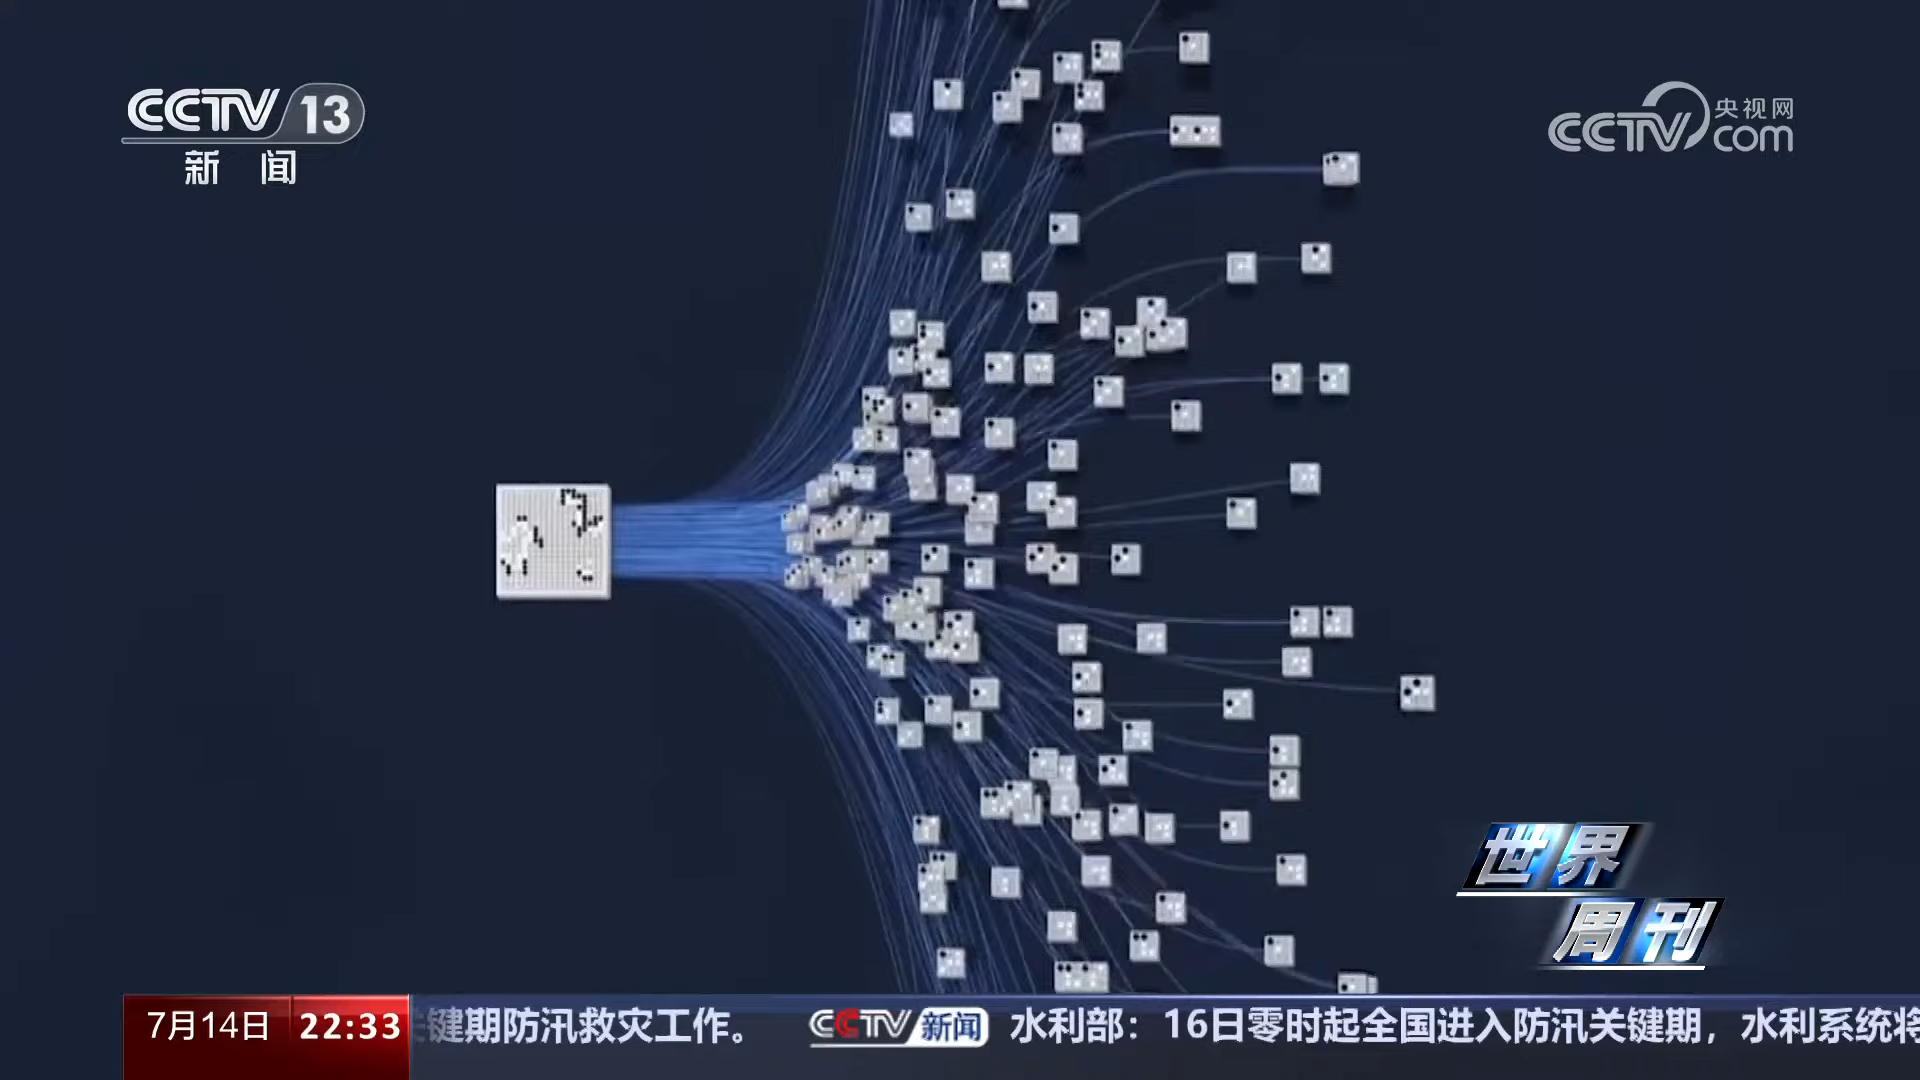 CCTV 13
新闻
央视网
CCTV com
世界
周刊
7月14日 22:33 键期防汛救灾工作。 CCTV 新闻 水利部：16日零时起全国进入防汛关键期，水利系统将